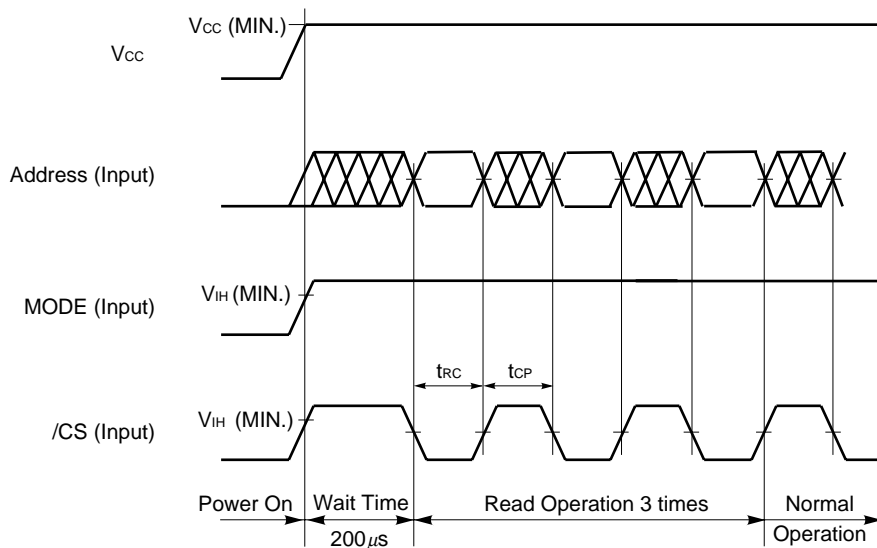 VCC (MIN.)
VCC
Address (Input)
VIH (MIN.)
MODE (Input)
tRC tCP
VIH (MIN.)
/CS (Input)
Power On Wait Time Read Operation 3 times Normal
200µs Operation